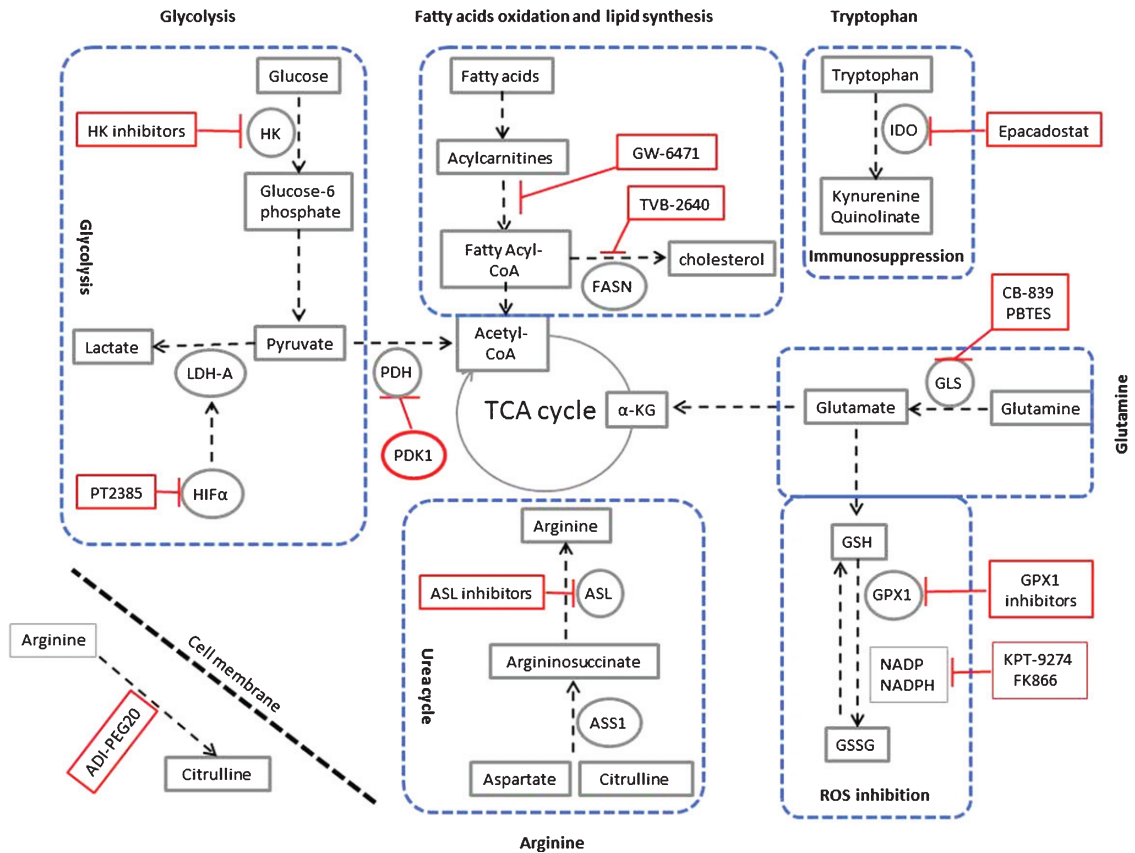 Glycolysis
Fatty acids oxidation and lipid synthesis
Tryptophan
Glucose
HK inhibitors
HK
Glucose-6
phosphate
Glycolysis
Lactate
Pyruvate
LDH-A
PT2385
HIFα
PDH
PDK1
Fatty acids
Acylcarnitines
GW-6471
TVB-2640
Fatty Acyl-
CoA
FASN
cholesterol
Acetyl-
CoA
TCA cycle
α-KG
Tryptophan
IDO
Epacadostat
Kynurenine
Quinolinate
Immunosuppression
CB-839
PBTES
GLS
Glutamate
Glutamine
Glutamine
GSH
GPX1
GPX1
inhibitors
NADP
NADPH
KPT-9274
FK866
GSSG
ROS inhibition
Arginine
ASL inhibitors
ASL
Argininosuccinate
Urea cycle
ASS1
Aspartate
Citrulline
Arginine
Cell membrane
Arginine
ADI-PEG20
Citrulline